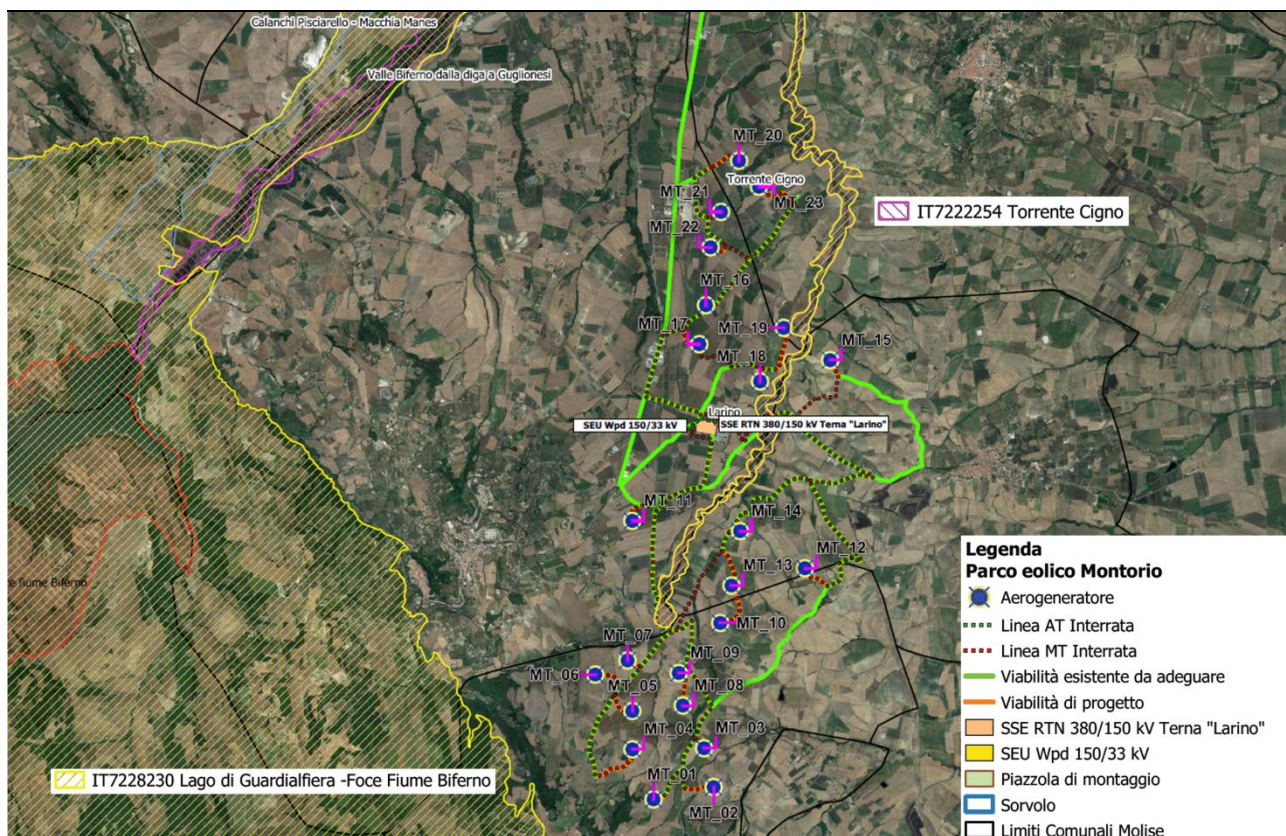 Calanchi Pisciarello - Macchia Manes
Valle Biferno dalla diga a Guglionesi
MT_20
Torrente Cigno
MT_21
MT_23
IT7222254 Torrente Cigno
MT_22
MT_16
MT_17
MT_19
MT_18
MT_15
Larino
SEU Wpd 150/33 kV
SSE RTN 380/150 kV Terna "Larino"
MT_11
MT_14
MT_12
MT_13
ce fiume Biferno
MT_10
MT_07
MT_09
MT_06
MT_05
MT_08
MT_04
MT_03
MT_01
MT_02
IT7228230 Lago di Guardialfiera -Foce Fiume Biferno
Legenda
Parco eolico Montorio
Aerogeneratore
Linea AT Interrata
Linea MT Interrata
Viabilità esistente da adeguare
Viabilità di progetto
SSE RTN 380/150 kV Terna "Larino"
SEU Wpd 150/33 kV
Piazzola di montaggio
Sorvolo
Limiti Comunali Molise